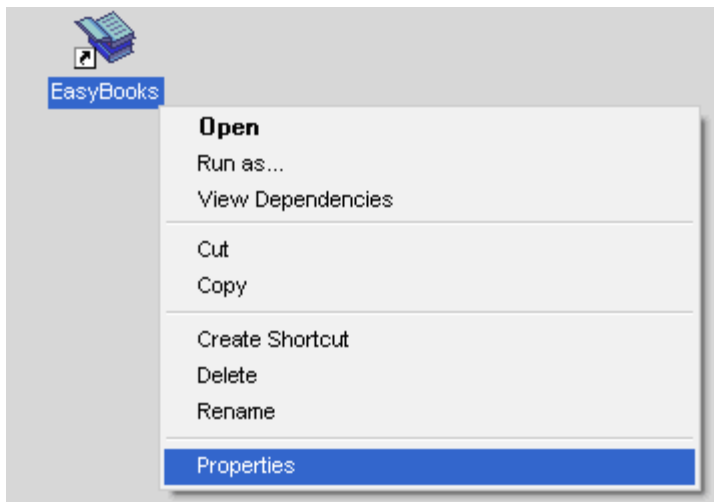 EasyBooks
Open
Run as...
View Dependencies
Cut
Copy
Create Shortcut
Delete
Rename
Properties